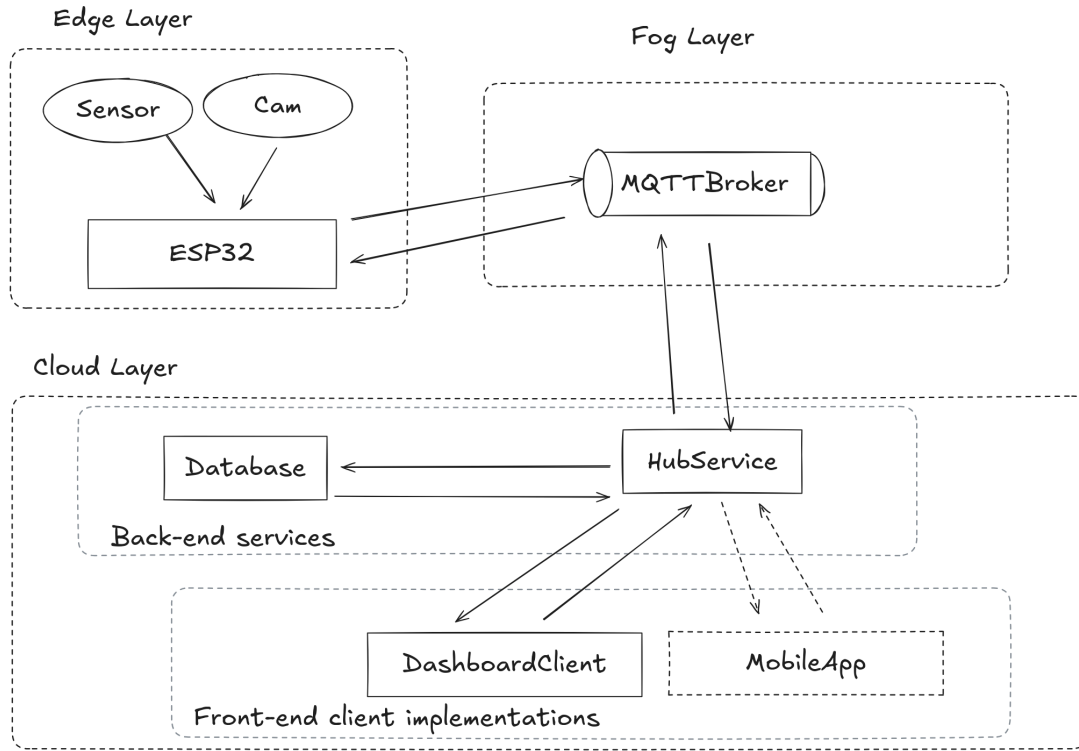 Edge Layer
Fog Layer
Sensor
Cam
MQTTBroker
ESP32
Cloud Layer
Database
HubService
Back-end services
DashboardClient
MobileApp
Front-end client implementations